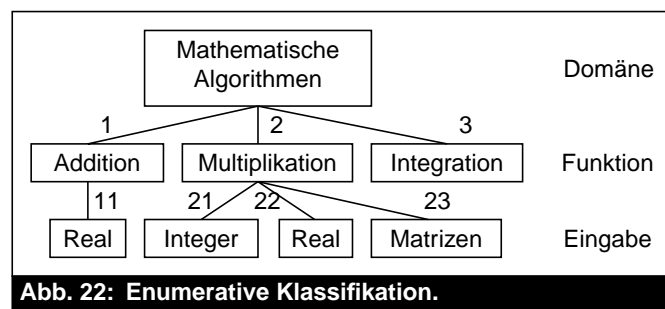 Mathematische
Algorithmen
Domäne
1 2 3
Addition Multiplikation Integration Funktion
11 21 22 23
Real Integer Real Matrizen Eingabe
Abb. 22: Enumerative Klassifikation.